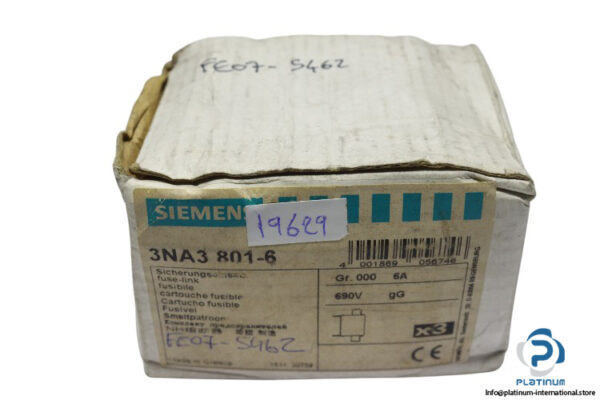 FE07-5462
SIEMENS
19629
3NA3 801-6
4 001869 056746
fuse-link
Gr. 000 6A
fusibile
cartouche fusible
Cartucho fusible
690V gG
Fusível
Smeltpatroon
x3
FE07-5462
CE
PLATINUM
Info@platinum-international.store